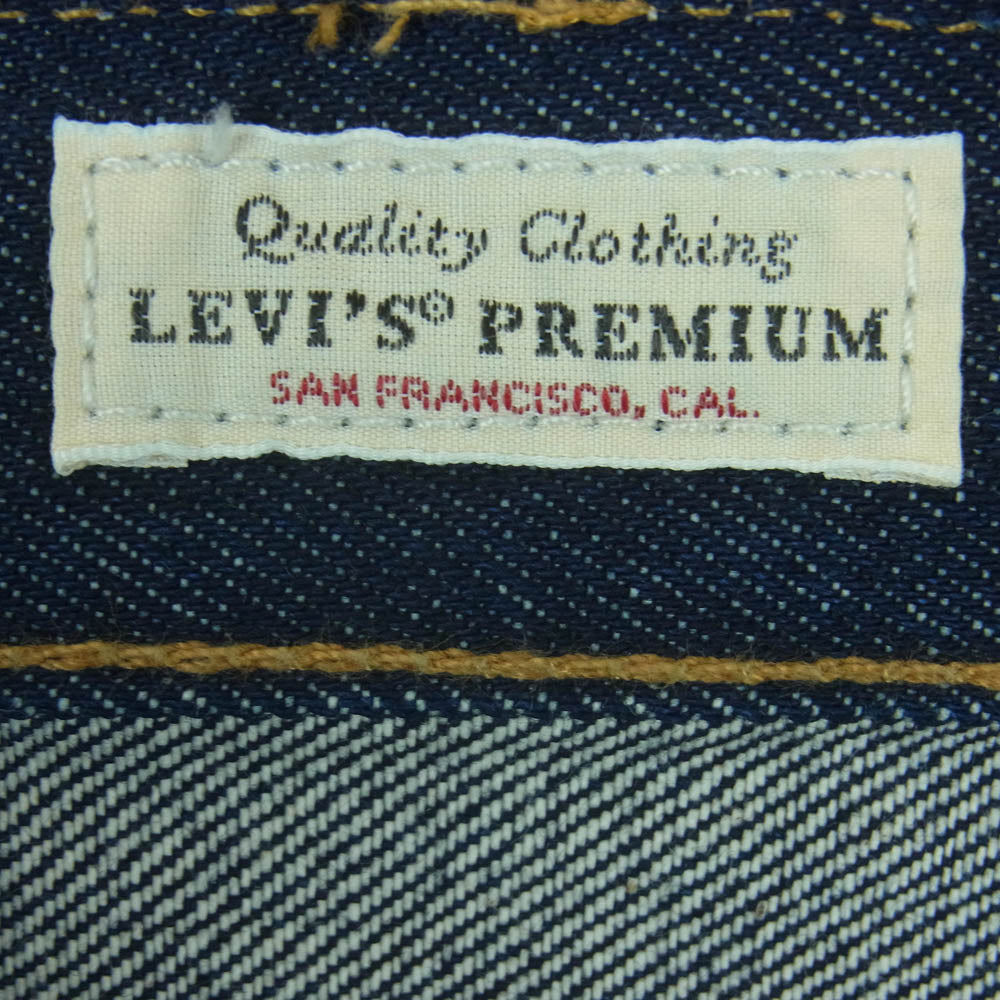 Quality Clothing
LEVI'S® PREMIUM
SAN FRANCISCO, CAL.